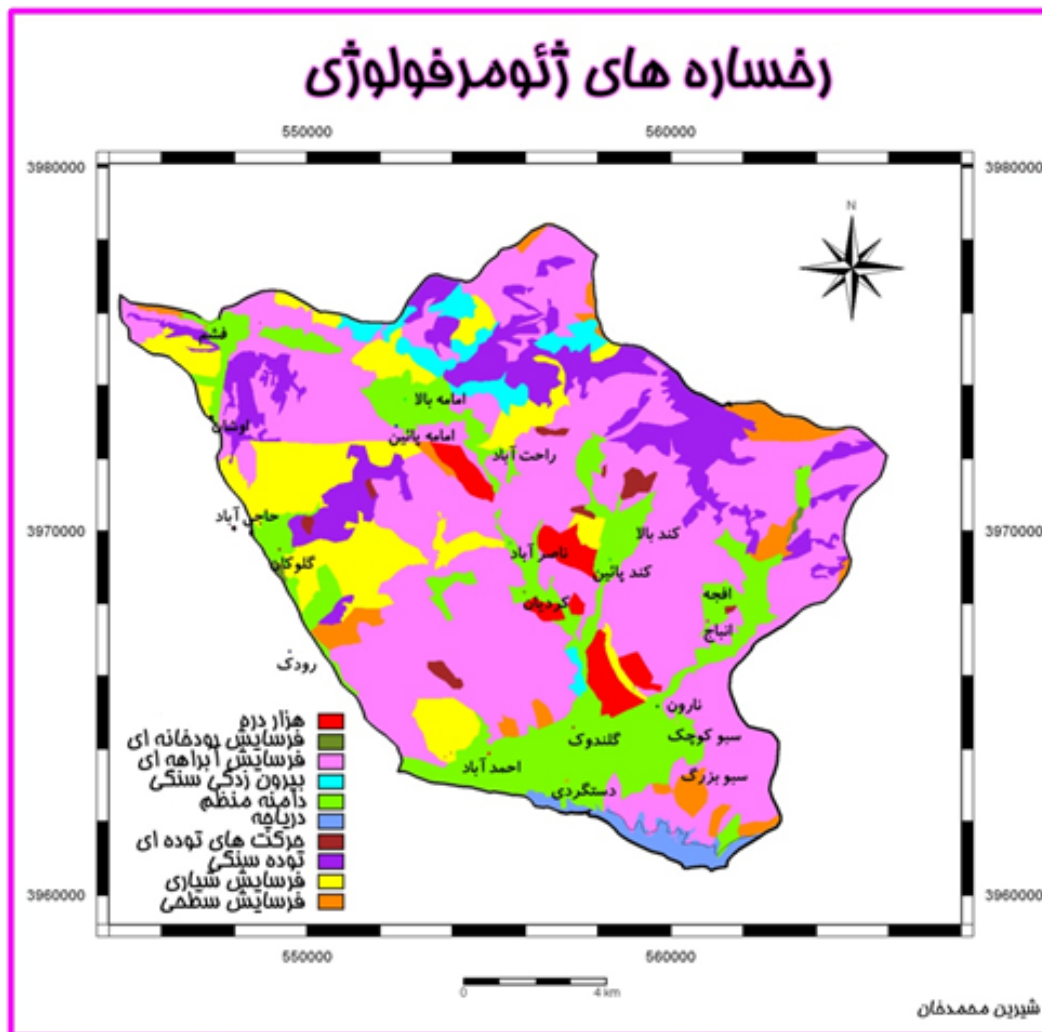 رخساره های ژئومرفولوژی
550000
560000
3980000
3980000
N
فشم
امامه بالا
اوشان
امامه پائین
راحت آباد
حاجی آباد
3970000
3970000
کند بالا
ناصر آباد
گلوکان
کند پائین
افجه
کردیان
انباج
رودک
نارون
هزار دره
گلندوک
سبو کوچک
فرسایش رودخانه ای
فرسایش آبراهه ای
احمد آباد
سبو بزرگ
بیرون زدگی سنگی
دستگردی
دامنه منظم
دریاچه
حرکت های توده ای
توده سنگی
فرسایش شیاری
فرسایش سطحی
3960000
3960000
550000
560000
0
4 km
شیرین محمدخان